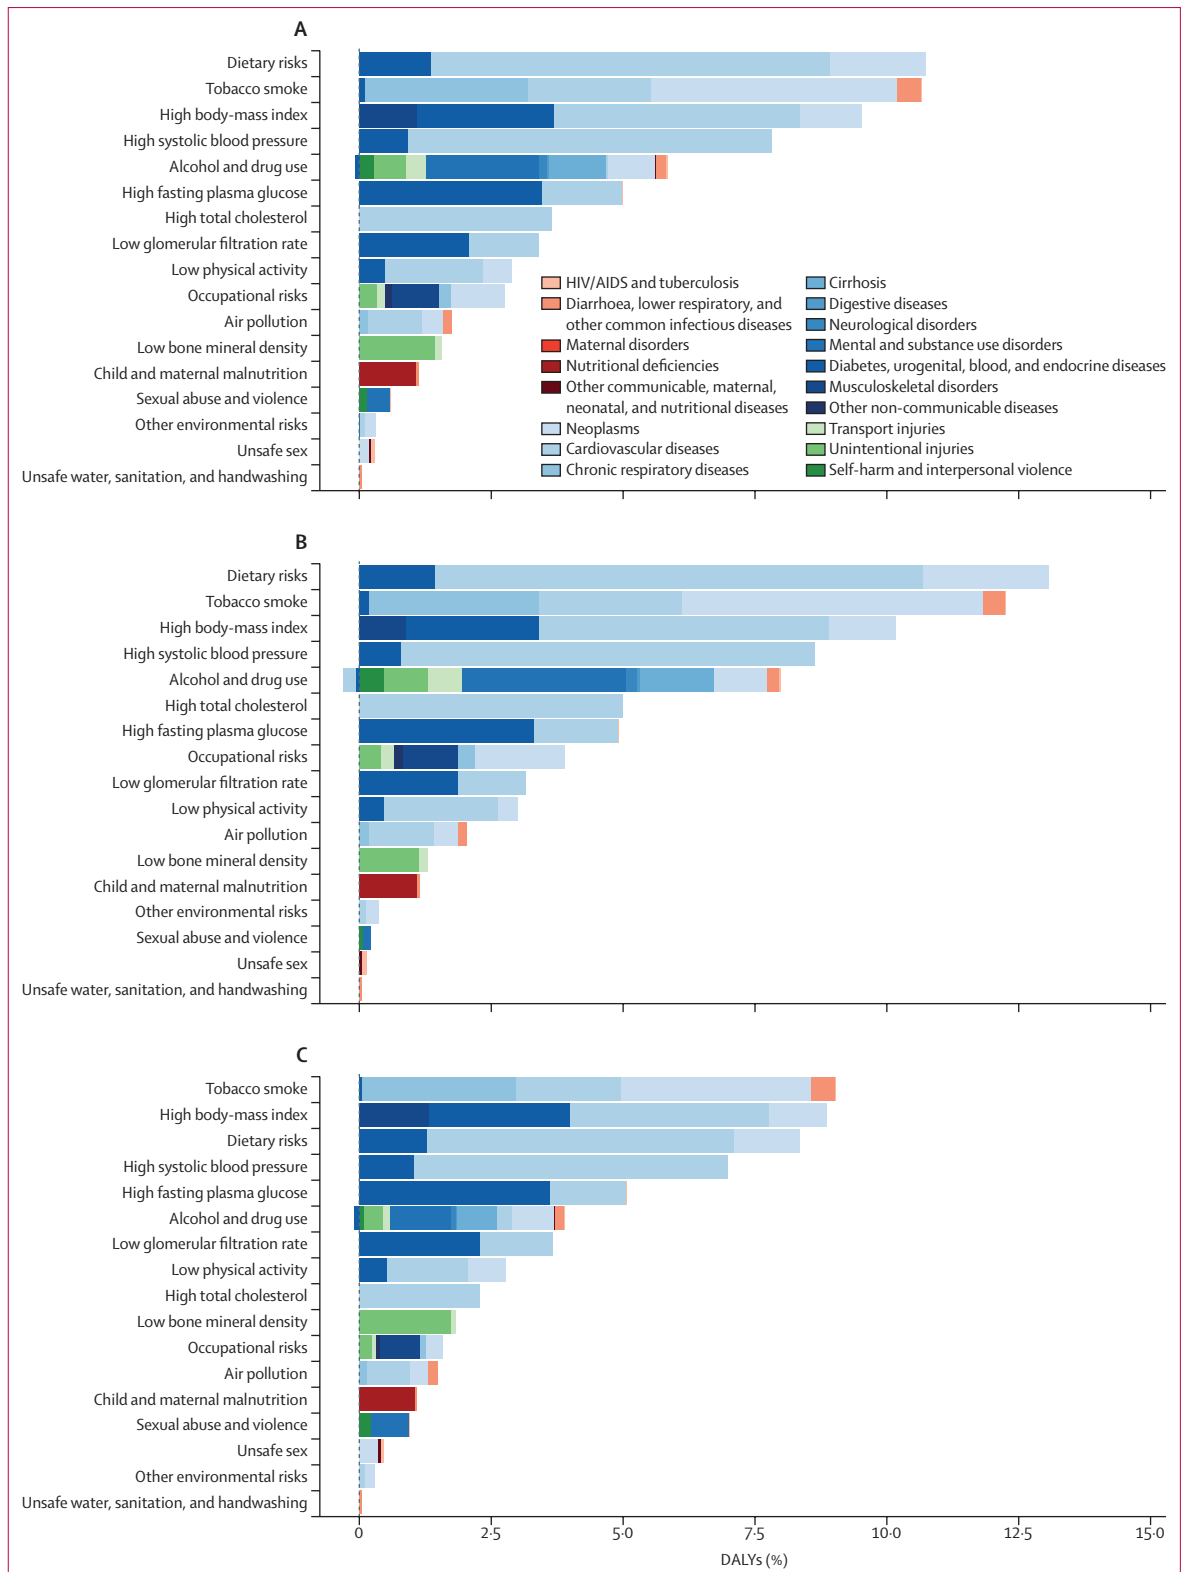 A
Dietary risks
Tobacco smoke
High body-mass index
High systolic blood pressure
Alcohol and drug use
High fasting plasma glucose
High total cholesterol
Low glomerular filtration rate
Low physical activity
Occupational risks
Air pollution
Low bone mineral density
Child and maternal malnutrition
Sexual abuse and violence
Other environmental risks
Unsafe sex
Unsafe water, sanitation, and handwashing
HIV/AIDS and tuberculosis
Diarrhoea, lower respiratory, and
other common infectious diseases
Maternal disorders
Nutritional deficiencies
Other communicable, maternal,
neonatal, and nutritional diseases
Neoplasms
Cardiovascular diseases
Chronic respiratory diseases
Cirrhosis
Digestive diseases
Neurological disorders
Mental and substance use disorders
Diabetes, urogenital, blood, and endocrine diseases
Musculoskeletal disorders
Other non-communicable diseases
Transport injuries
Unintentional injuries
Self-harm and interpersonal violence
B
Dietary risks
Tobacco smoke
High body-mass index
High systolic blood pressure
Alcohol and drug use
High total cholesterol
High fasting plasma glucose
Occupational risks
Low glomerular filtration rate
Low physical activity
Air pollution
Low bone mineral density
Child and maternal malnutrition
Other environmental risks
Sexual abuse and violence
Unsafe sex
Unsafe water, sanitation, and handwashing
C
Tobacco smoke
High body-mass index
Dietary risks
High systolic blood pressure
High fasting plasma glucose
Alcohol and drug use
Low glomerular filtration rate
Low physical activity
High total cholesterol
Low bone mineral density
Occupational risks
Air pollution
Child and maternal malnutrition
Sexual abuse and violence
Unsafe sex
Other environmental risks
Unsafe water, sanitation, and handwashing
0 2·5 5·0 7·5 10·0 12·5 15·0
DALYs (%)